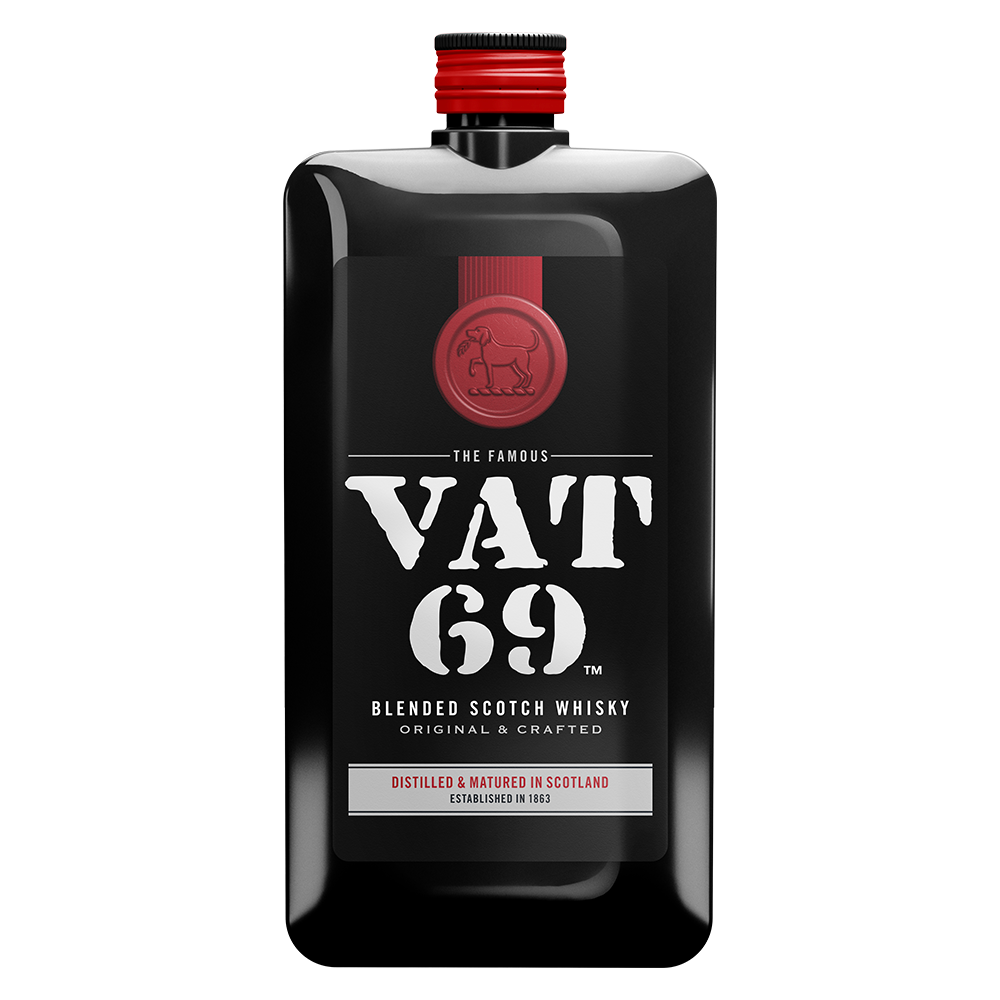 THE FAMOUS
VAT
69™
BLENDED SCOTCH WHISKY
ORIGINAL & CRAFTED
DISTILLED & MATURED IN SCOTLAND
ESTABLISHED IN 1863